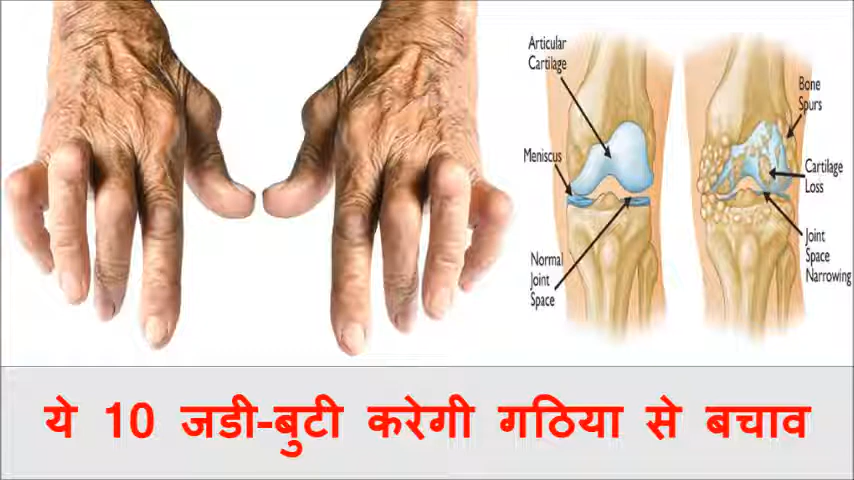 Articular
Cartilage
Meniscus
Normal
Joint
Space
Bone
Spurs
Cartilage
Loss
Joint
Space
Narrowing
ये 10 जडी-बुटी करेगी गठिया से बचाव